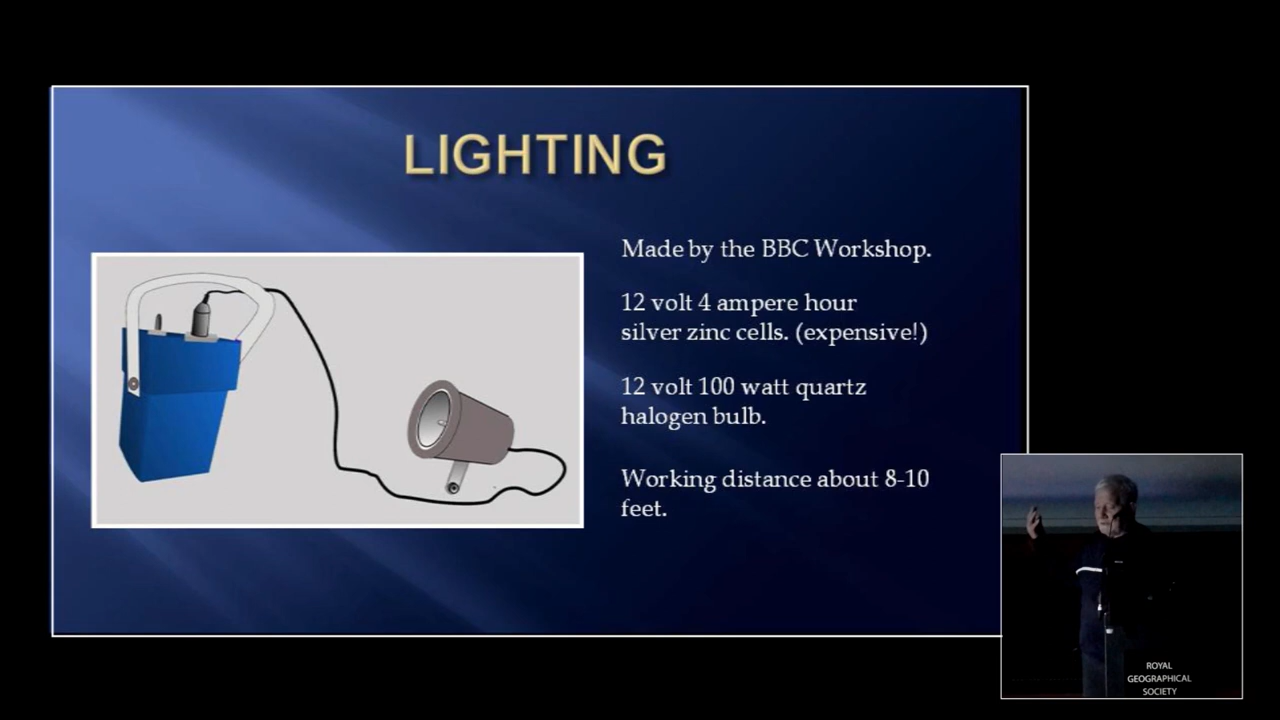 LIGHTING
Made by the BBC Workshop.
12 volt 4 ampere hour
silver zinc cells. (expensive!)
12 volt 100 watt quartz
halogen bulb.
Working distance about 8-10
feet.
ROYAL
GEOGRAPHICAL
SOCIETY